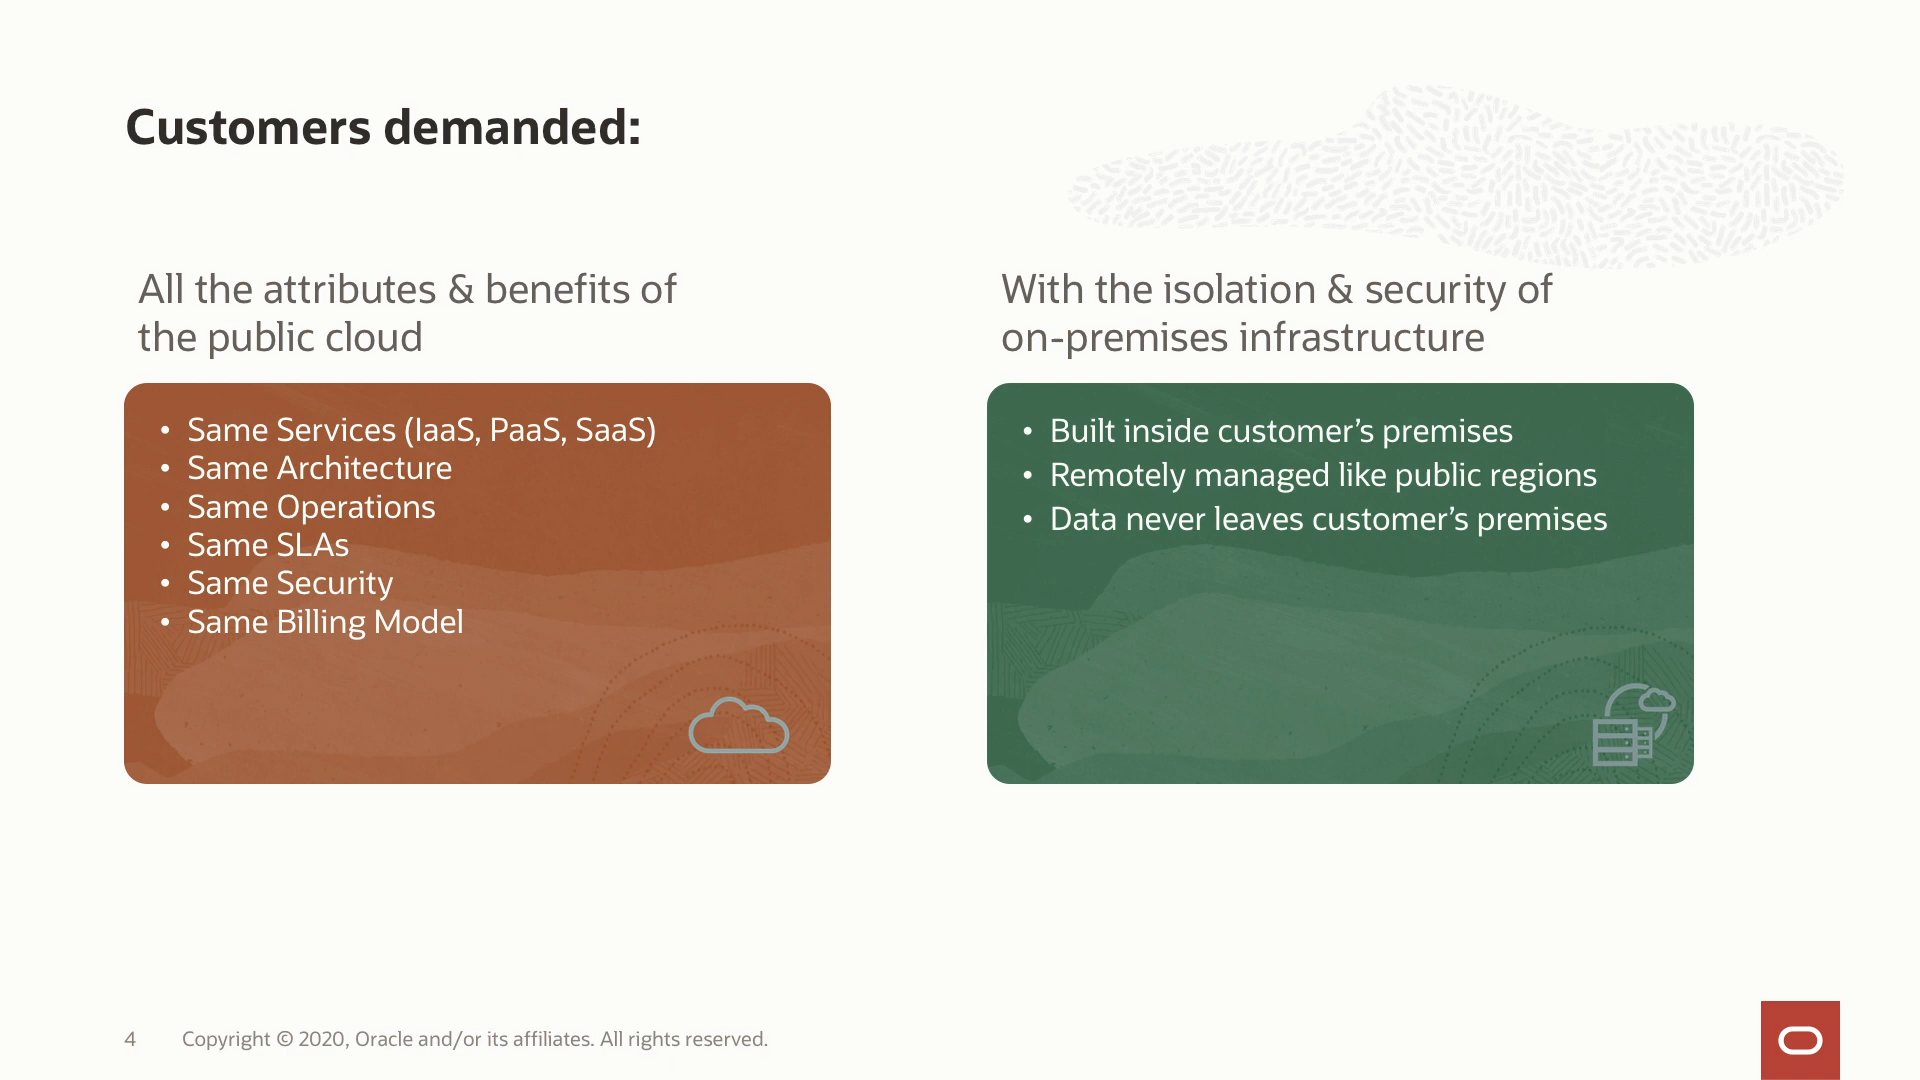 Customers demanded:
All the attributes & benefits of
the public cloud
• Same Services (IaaS, PaaS, SaaS)
• Same Architecture
• Same Operations
• Same SLAs
• Same Security
• Same Billing Model
With the isolation & security of
on-premises infrastructure
• Built inside customer’s premises
• Remotely managed like public regions
• Data never leaves customer’s premises
4 Copyright © 2020, Oracle and/or its affiliates. All rights reserved.